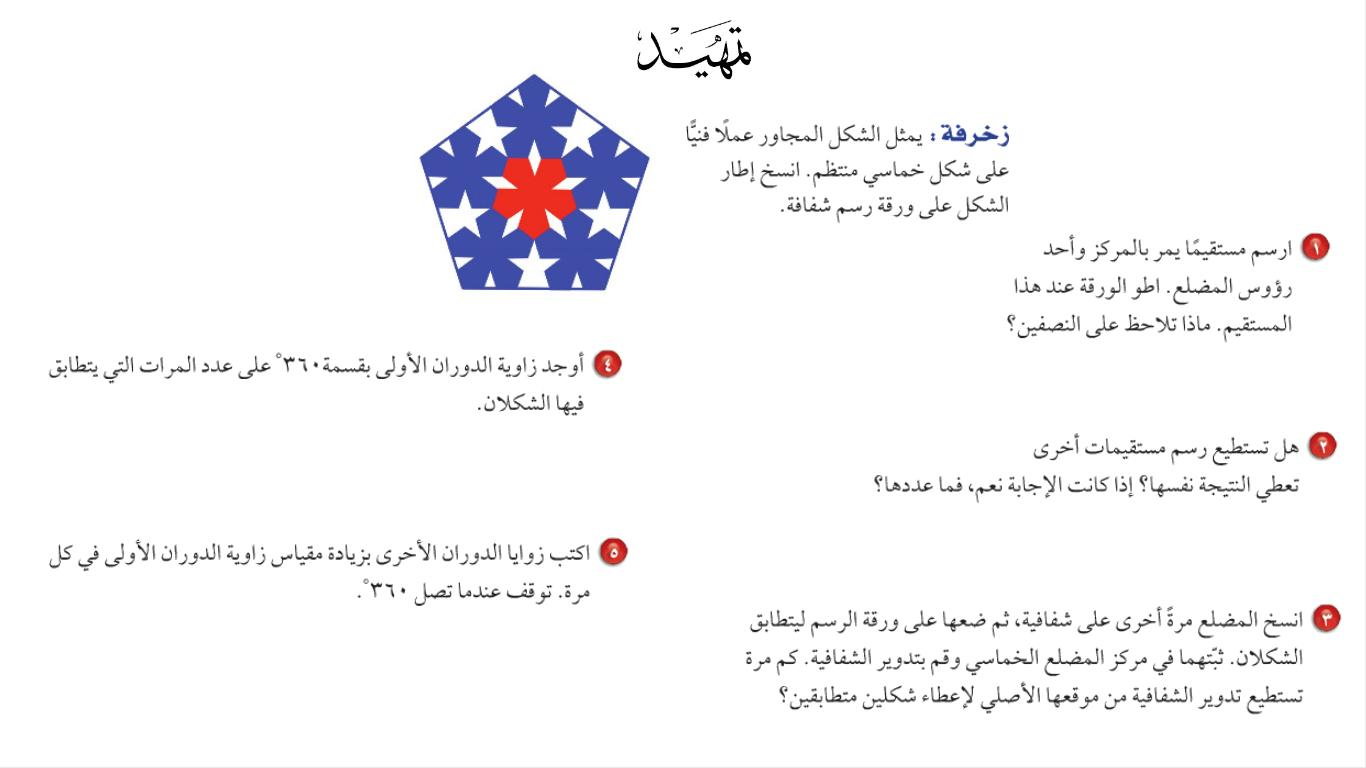 تمهيد
زخرفة : يمثل الشكل المجاور عملًا فنيًّا
على شكل خماسي منتظم. انسخ إطار
الشكل على ورقة رسم شفافة.
١ ارسم مستقيمًا يمر بالمركز وأحد
رؤوس المضلع. اطو الورقة عند هذا
المستقيم. ماذا تلاحظ على النصفين؟
٢ هل تستطيع رسم مستقيمات أخرى
تعطي النتيجة نفسها؟ إذا كانت الإجابة نعم، فما عددها؟
٣ انسخ المضلع مرةً أخرى على شفافية، ثم ضعها على ورقة الرسم ليتطابق
الشكلان. ثبّتهما في مركز المضلع الخماسي وقم بتدوير الشفافية. كم مرة
تستطيع تدوير الشفافية من موقعها الأصلي لإعطاء شكلين متطابقين؟
٤ أوجد زاوية الدوران الأولى بقسمة ٣٦٠° على عدد المرات التي يتطابق
فيها الشكلان.
٥ اكتب زوايا الدوران الأخرى بزيادة مقياس زاوية الدوران الأولى في كل
مرة. توقف عندما تصل ٣٦٠°.